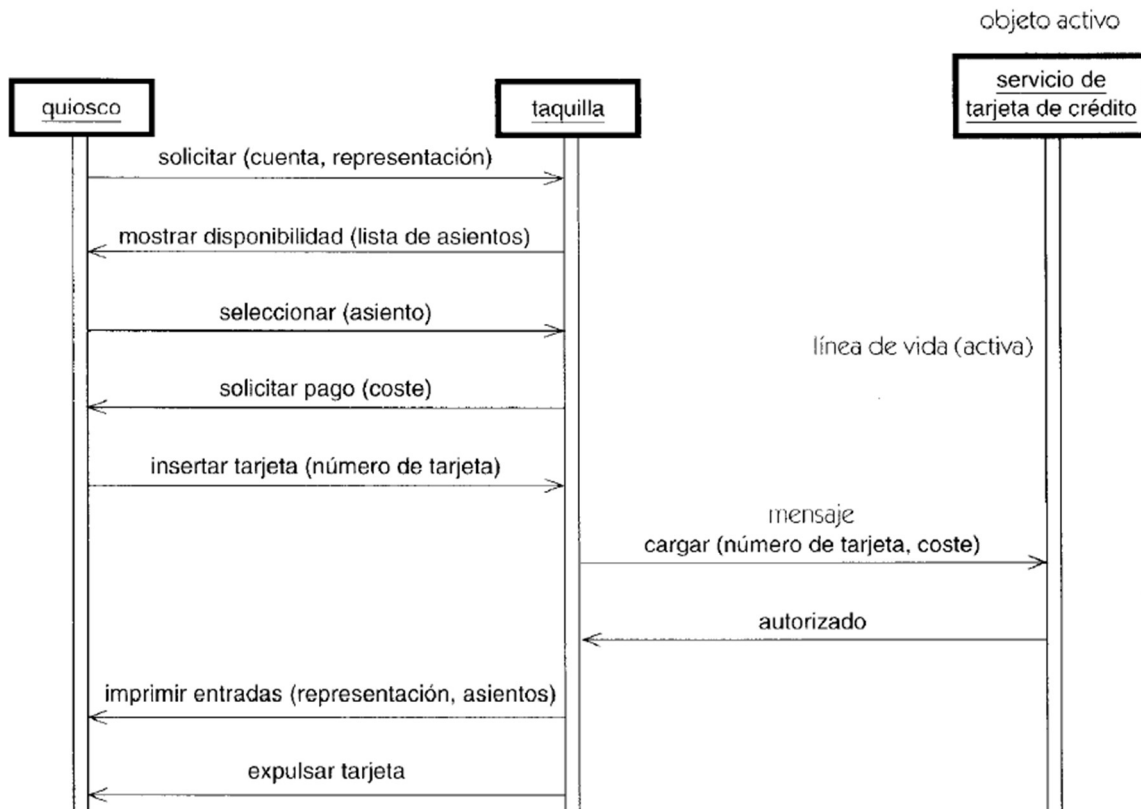 objeto activo
quiosco
taquilla
servicio de
tarjeta de crédito
solicitar (cuenta, representación)
mostrar disponibilidad (lista de asientos)
seleccionar (asiento)
línea de vida (activa)
solicitar pago (coste)
insertar tarjeta (número de tarjeta)
mensaje
cargar (número de tarjeta, coste)
autorizado
imprimir entradas (representación, asientos)
expulsar tarjeta